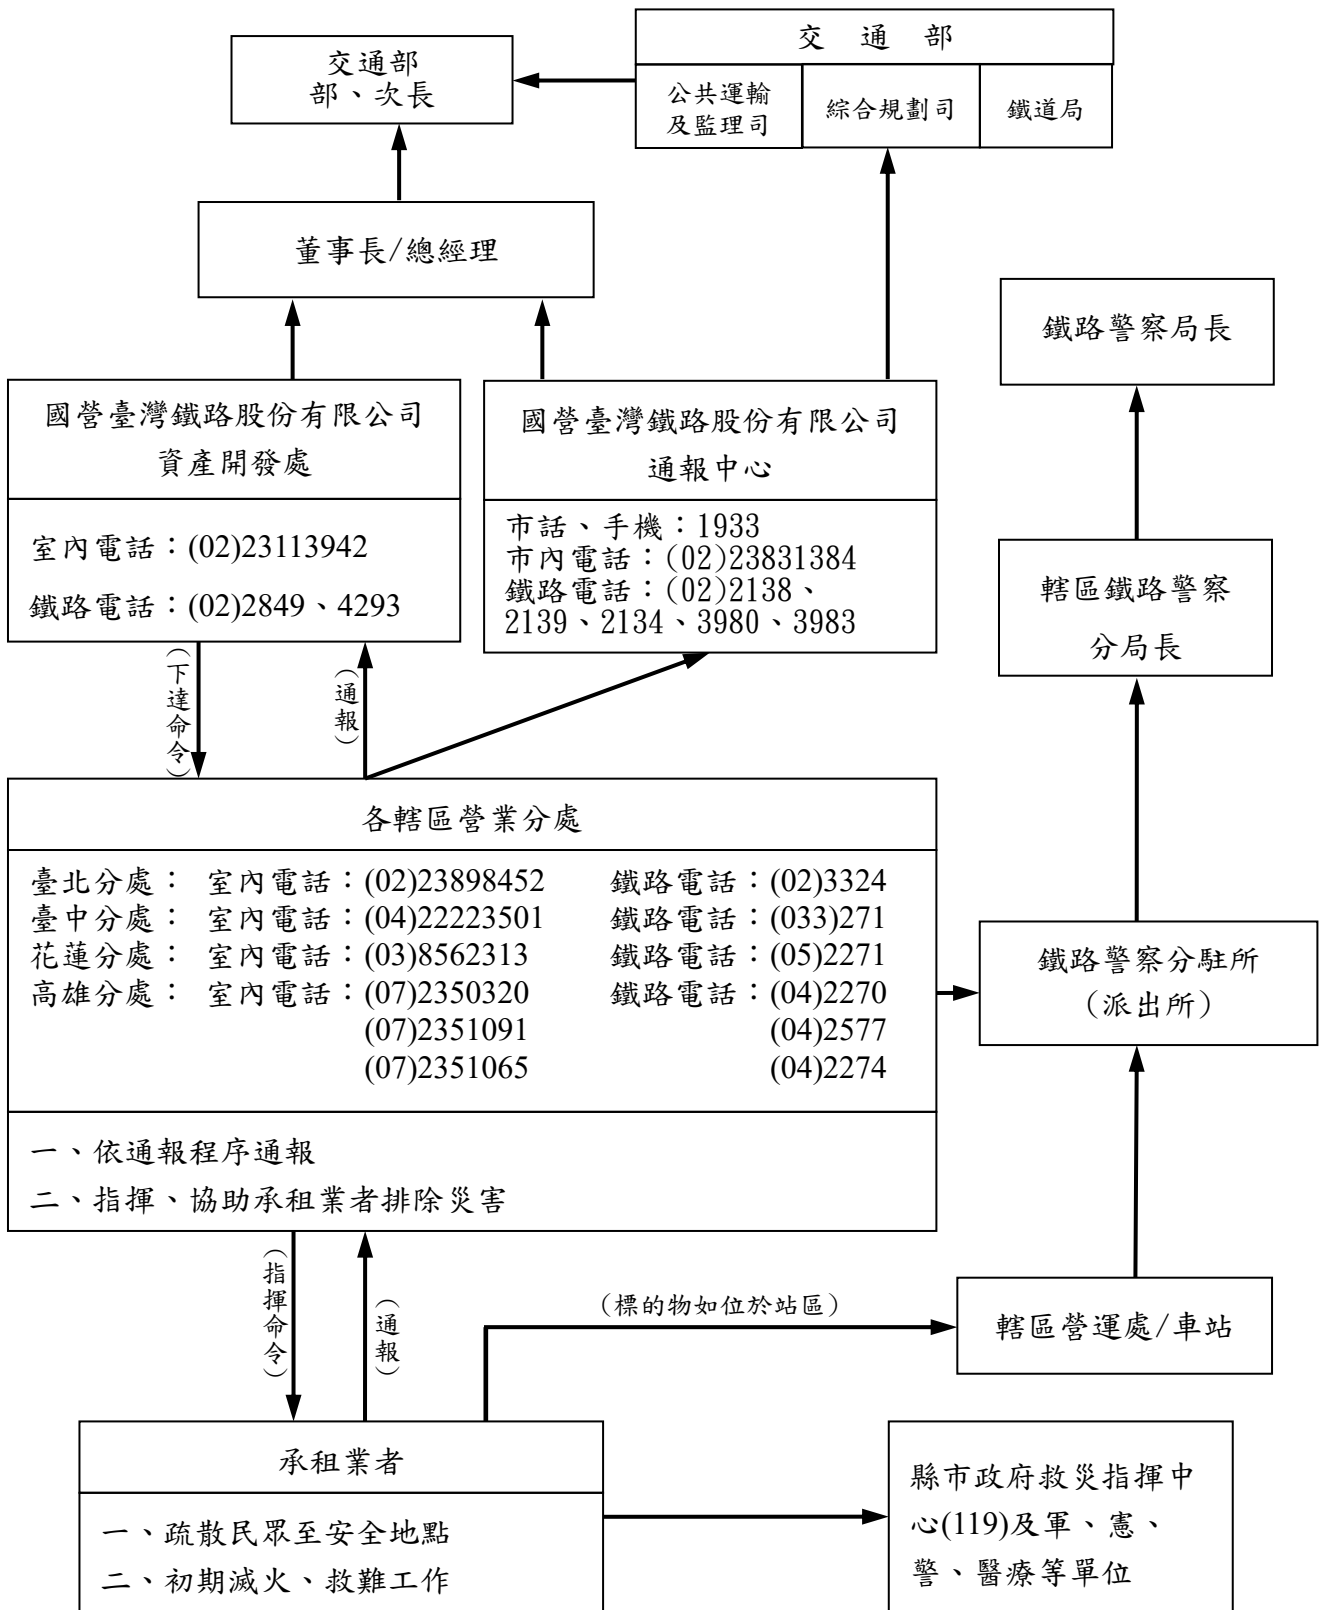 交通部
部、次長
交 通 部
公共運輸
及監理司
綜合規劃司
鐵道局
董事長/總經理
鐵路警察局長
國營臺灣鐵路股份有限公司
資產開發處
室內電話：(02)23113942
鐵路電話：(02)2849、4293
國營臺灣鐵路股份有限公司
通報中心
市話、手機：1933
市內電話：(02)23831384
鐵路電話：(02)2138、
2139、2134、3980、3983
轄區鐵路警察
分局長
(下達命令)
(通報)
各轄區營業分處
臺北分處： 室內電話：(02)23898452 鐵路電話：(02)3324
臺中分處： 室內電話：(04)22223501 鐵路電話：(033)271
花蓮分處： 室內電話：(03)8562313 鐵路電話：(05)2271
高雄分處： 室內電話：(07)2350320 鐵路電話：(04)2270
(07)2351091 (04)2577
(07)2351065 (04)2274
一、依通報程序通報
二、指揮、協助承租業者排除災害
鐵路警察分駐所
（派出所）
(指揮命令)
(通報)
（標的物如位於站區）
轄區營運處/車站
承租業者
一、疏散民眾至安全地點
二、初期滅火、救難工作
縣市政府救災指揮中
心(119)及軍、憲、
警、醫療等單位